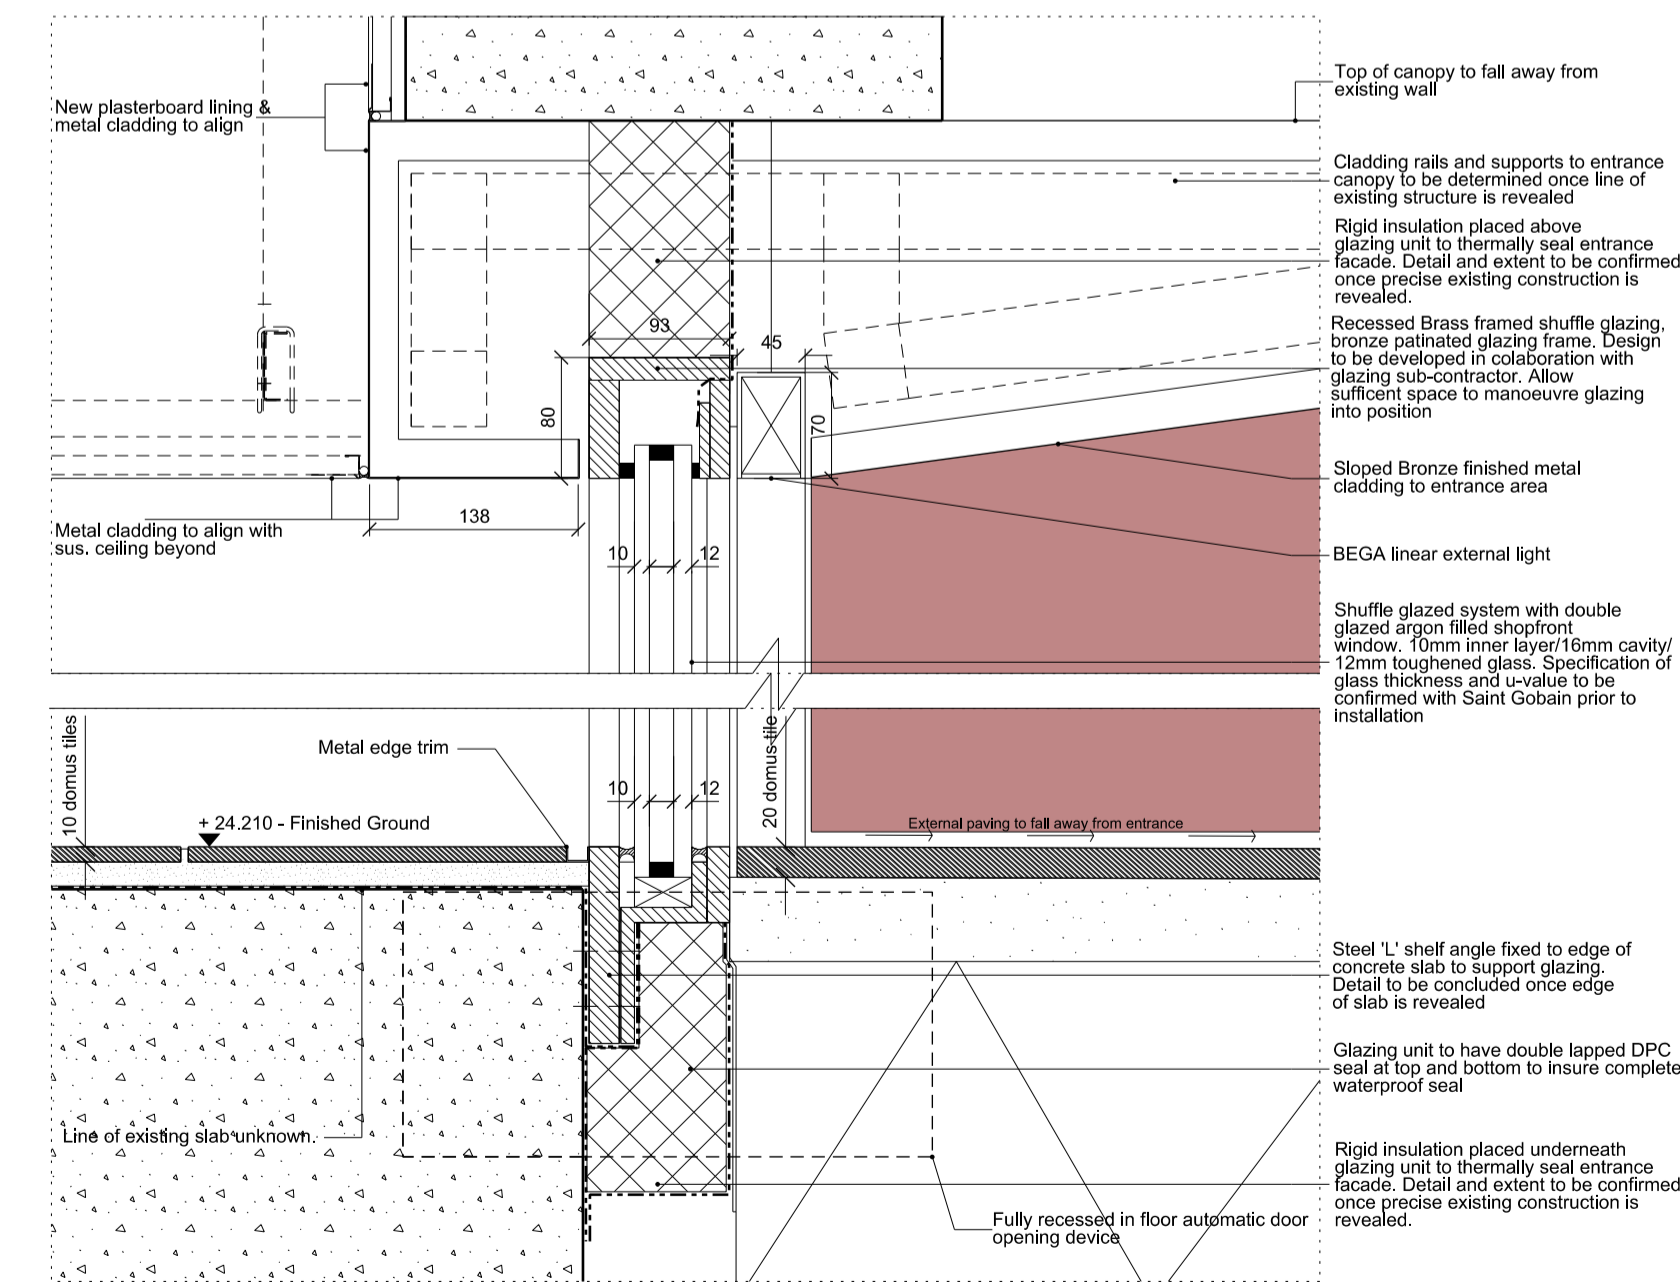 New plasterboard lining &
metal cladding to align
Top of canopy to fall away from
existing wall
Cladding rails and supports to entrance
canopy to be determined once line of
existing structure is revealed
Rigid insulation placed above
glazing unit to thermally seal entrance
facade. Detail and extent to be confirmed
once precise existing construction is
revealed.
93
45
Recessed Brass framed shuffle glazing,
bronze patinated glazing frame. Design
to be developed in colaboration with
glazing sub-contractor. Allow
sufficent space to manoeuvre glazing
into position
80
70
Sloped Bronze finished metal
cladding to entrance area
138
Metal cladding to align with
sus. ceiling beyond
10
12
BEGA linear external light
Shuffle glazed system with double
glazed argon filled shopfront
window. 10mm inner layer/16mm cavity/
12mm toughened glass. Specification of
glass thickness and u-value to be
confirmed with Saint Gobain prior to
installation
10 domus tiles
Metal edge trim
10
12
20 domus tile
+ 24.210 - Finished Ground
External paving to fall away from entrance
Steel 'L' shelf angle fixed to edge of
concrete slab to support glazing.
Detail to be concluded once edge
of slab is revealed
Glazing unit to have double lapped DPC
seal at top and bottom to insure complete
waterproof seal
Line of existing slab unknown.
Rigid insulation placed underneath
glazing unit to thermally seal entrance
facade. Detail and extent to be confirmed
once precise existing construction is
revealed.
Fully recessed in floor automatic door
opening device